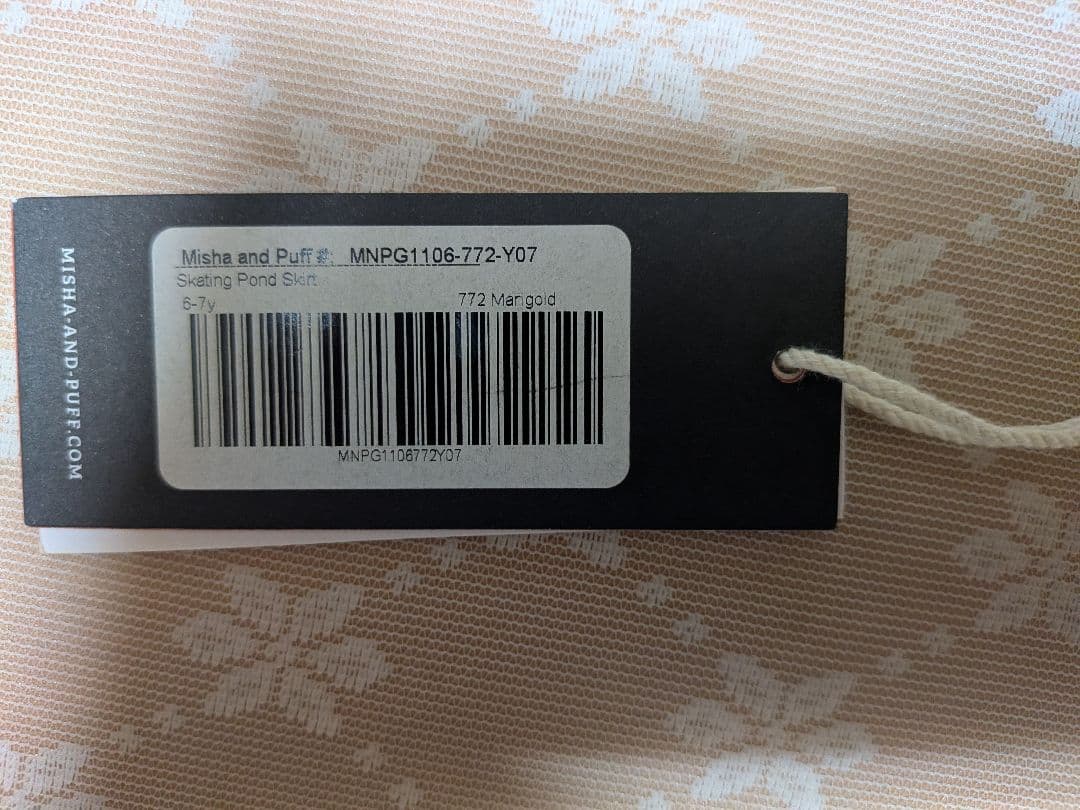 Misha and Puff #: MNPG1106-772-Y07
Skating Pond Skirt
6-7y 772 Marigold
MNPG1106772Y07
MISHA-AND-PUFF.COM